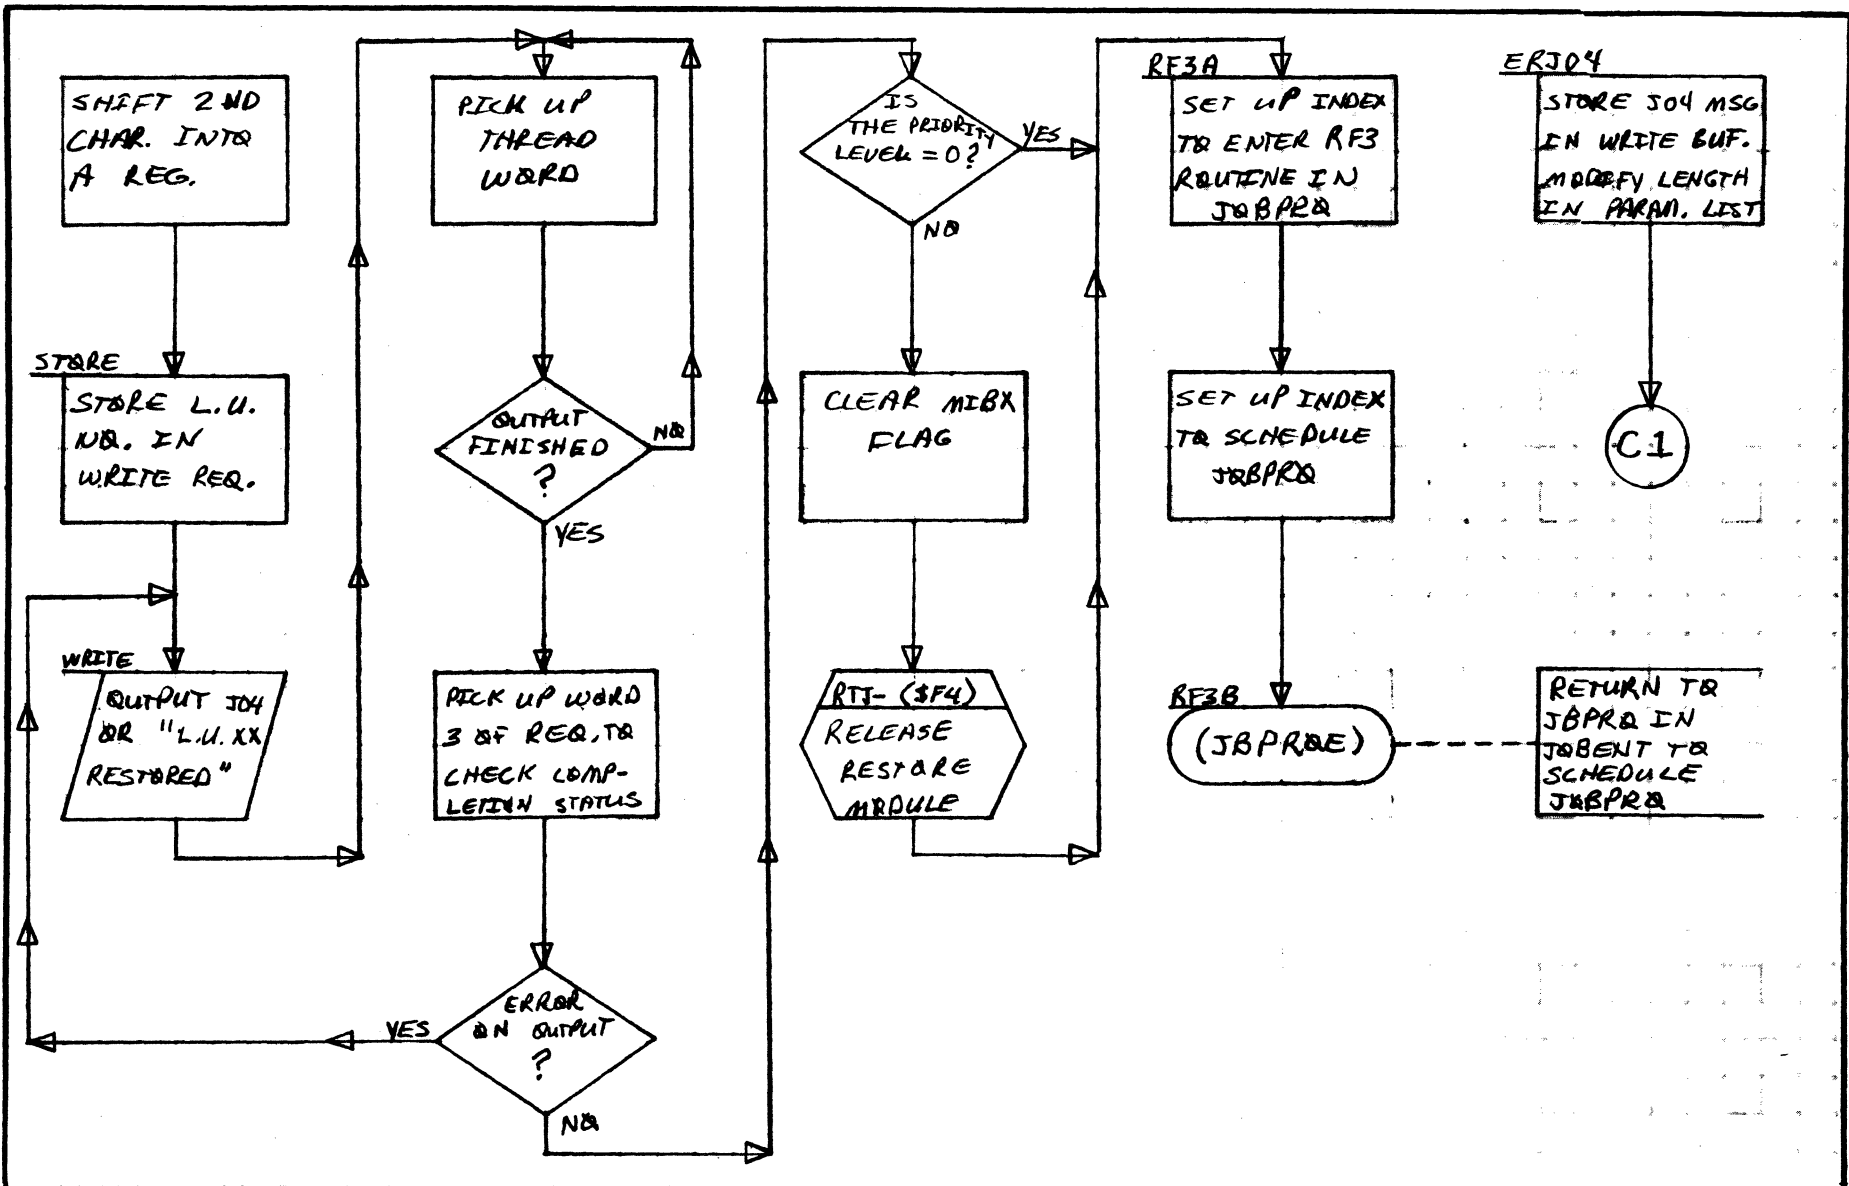 SHIFT 2ND
CHAR. INTO
A REG.
STORE
STORE L.U.
NO. IN
WRITE REQ.
WRITE
OUTPUT J04
OR "L.U. XX
RESTORED"
PICK UP
THREAD
WORD
OUTPUT
FINISHED
?
NO
YES
PICK UP WORD
3 OF REQ. TO
CHECK COMP-
LETION STATUS
ERROR
ON OUTPUT
?
YES
NO
IS
THE PRIORITY
LEVEL = 0?
YES
NO
CLEAR MIBX
FLAG
RTJ- ($F4)
RELEASE
RESTORE
MODULE
RF3A
SET UP INDEX
TO ENTER RF3
ROUTINE IN
JOBPRO
SET UP INDEX
TO SCHEDULE
JOBPRO
RF3B
(JBPROE)
RETURN TO
JBPRO IN
JOBENT TO
SCHEDULE
JOBPRO
ERJ04
STORE J04 MSG
IN WRITE BUF.
MODIFY LENGTH
IN PARAM. LIST
C1